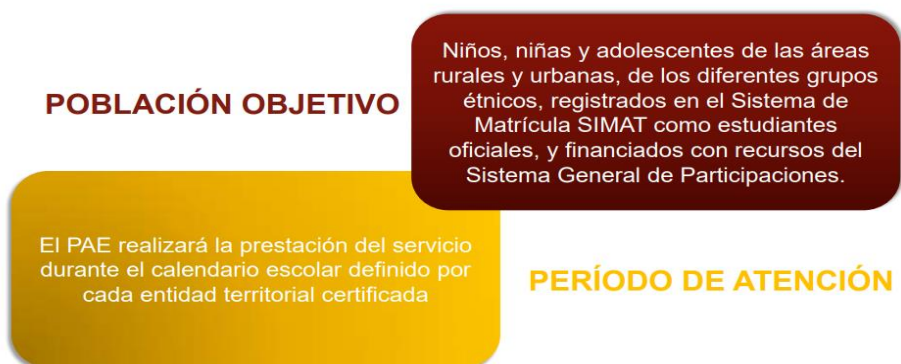 POBLACIÓN OBJETIVO
Niños, niñas y adolescentes de las áreas
rurales y urbanas, de los diferentes grupos
étnicos, registrados en el Sistema de
Matrícula SIMAT como estudiantes
oficiales, y financiados con recursos del
Sistema General de Participaciones.
El PAE realizará la prestación del servicio
durante el calendario escolar definido por
cada entidad territorial certificada
PERÍODO DE ATENCIÓN